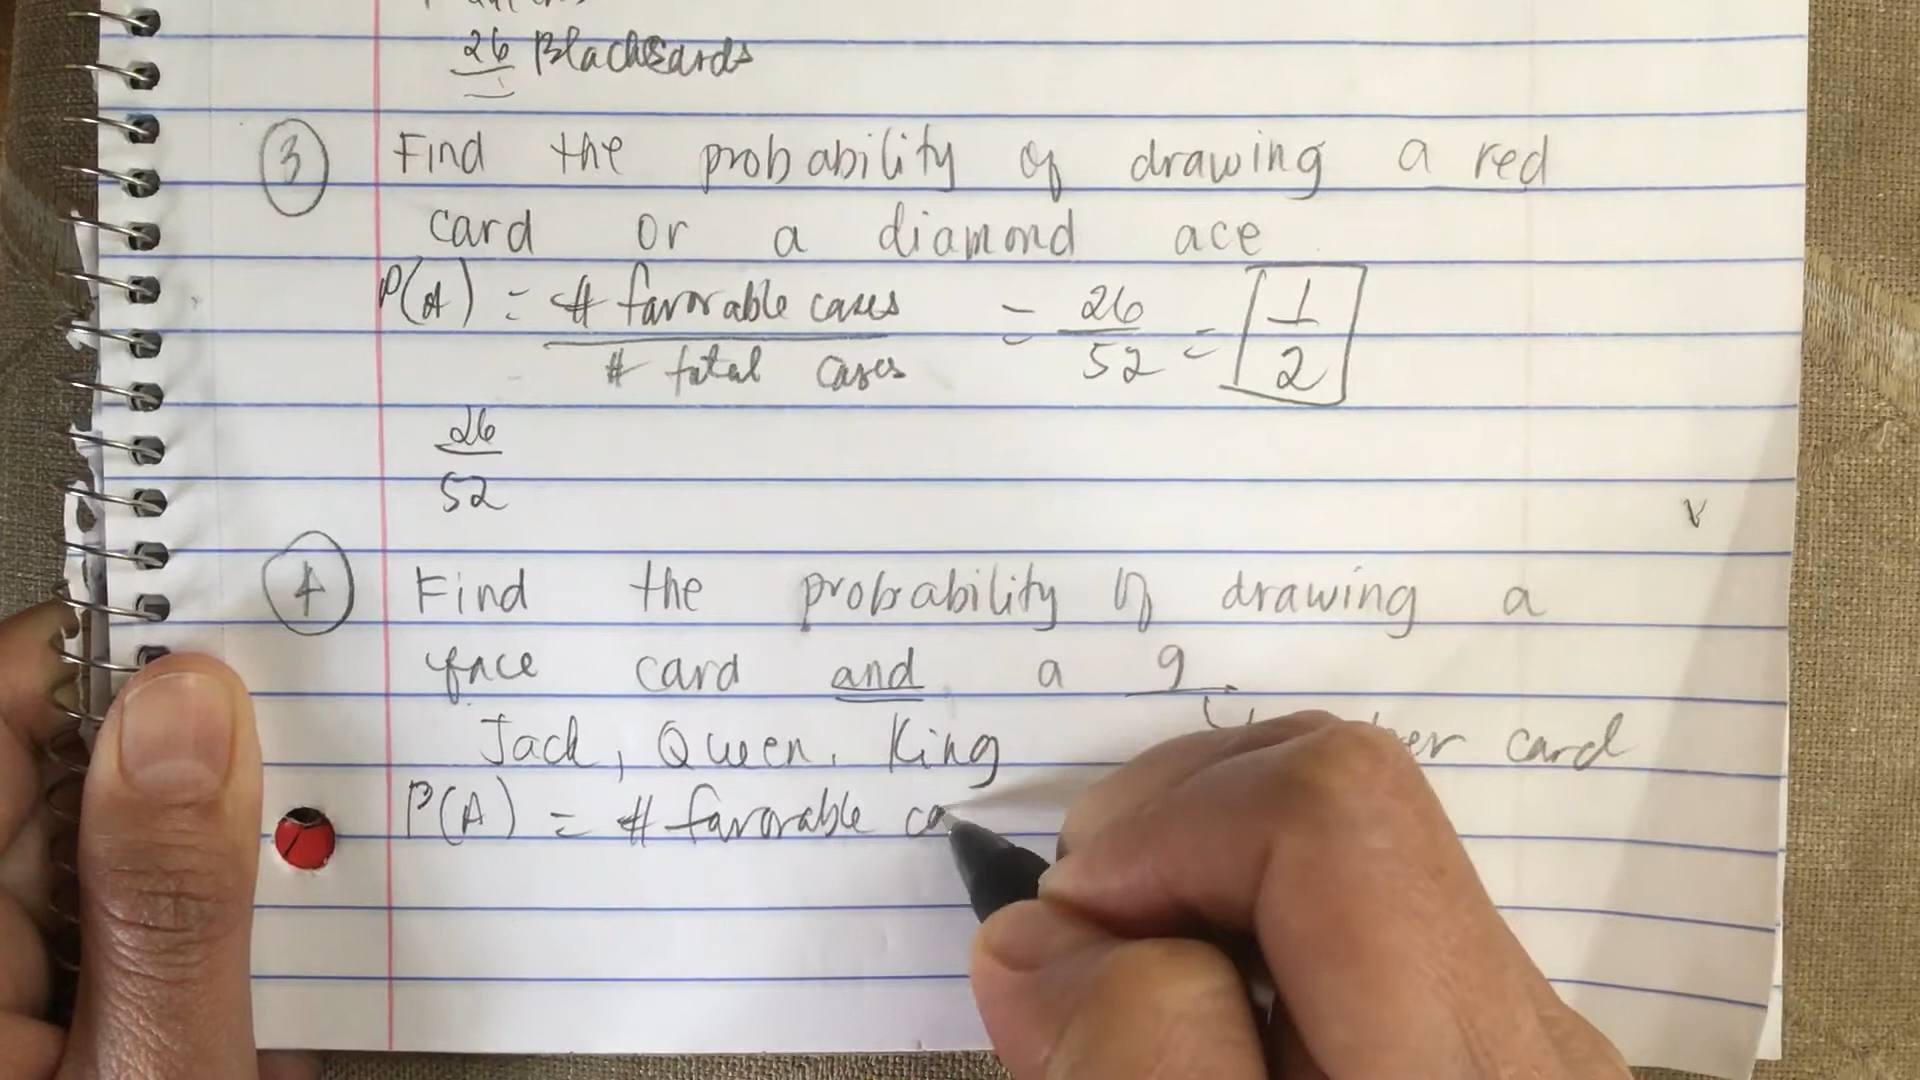 26 Blackcards
3 Find the probability of drawing a red
card or a diamond ace
P(A) = # favorable cases = 26 = 1
# total cases 52 2
26
52
4 Find the probability of drawing a
face card and a 9
Jack, Queen, King card
P(A) = # favorable ca